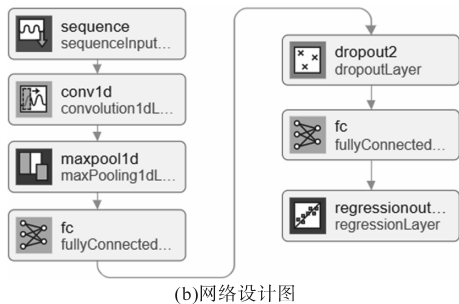 sequence
sequenceInput...
conv1d
convolution1dL...
maxpool1d
maxPooling1dL...
fc
fullyConnected...
dropout2
dropoutLayer
fc
fullyConnected...
regressionout...
regressionLayer
(b)网络设计图